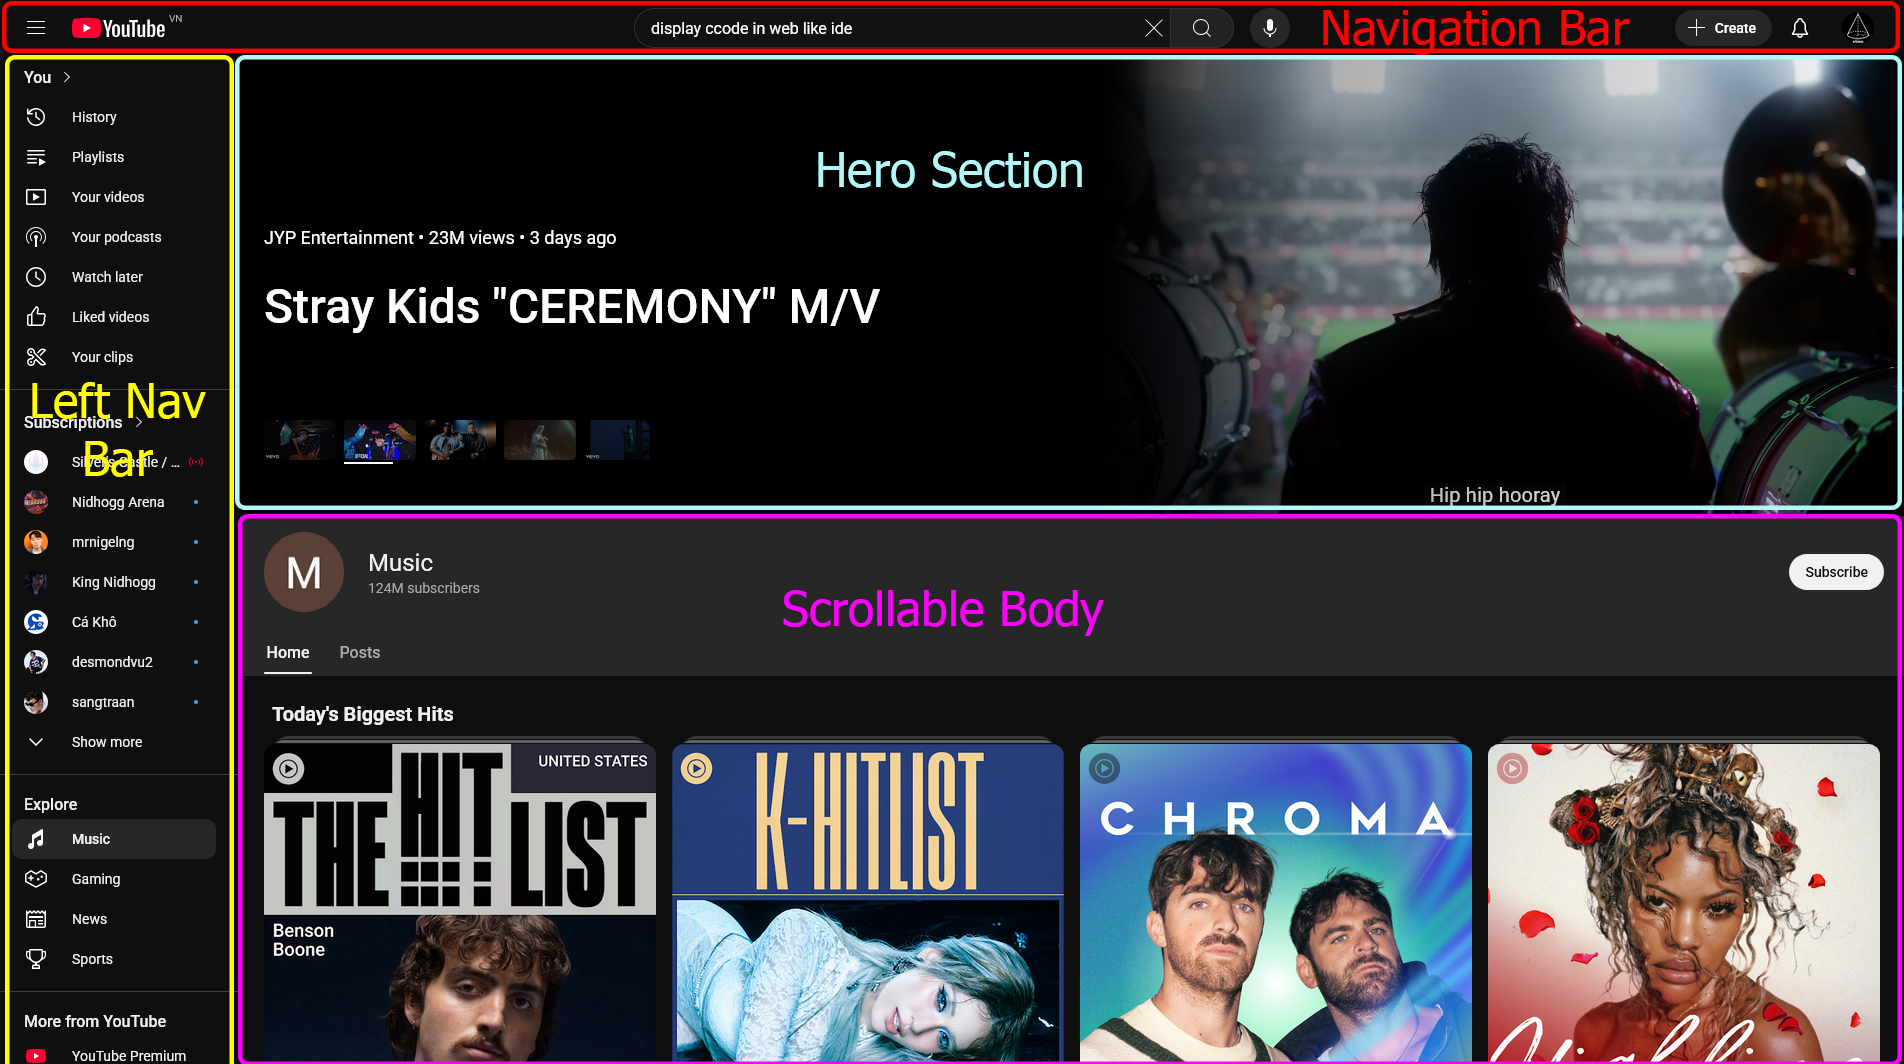 YouTube VN
display ccode in web like ide
Navigation Bar
Create
You
History
Playlists
Your videos
Your podcasts
Watch later
Liked videos
Your clips
Left Nav
Bar
Subscriptions
Silver's Castle / ...
Nidhogg Arena
mrnigelng
King Nidhogg
Cá Khô
desmondvu2
sangtraan
Show more
Explore
Music
Gaming
News
Sports
More from YouTube
YouTube Premium
Hero Section
JYP Entertainment • 23M views • 3 days ago
Stray Kids "CEREMONY" M/V
vevo
OFFICIAL
vevo
Hip hip hooray
M
Music
124M subscribers
Subscribe
Scrollable Body
Home
Posts
Today's Biggest Hits
UNITED STATES
THE HIT LIST
Benson
Boone
K-HITLIST
CHROMA